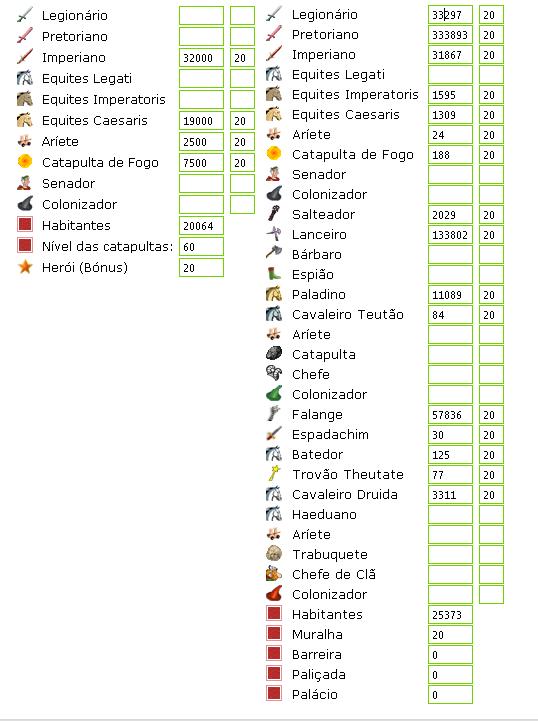 Legionário
Pretoriano
Imperiano 32000 20
Equites Legati
Equites Imperatoris
Equites Caesaris 19000 20
Aríete 2500 20
Catapulta de Fogo 7500 20
Senador
Colonizador
Habitantes 20064
Nível das catapultas: 60
Herói (Bónus) 20
Legionário 33297 20
Pretoriano 333893 20
Imperiano 31867 20
Equites Legati
Equites Imperatoris 1595 20
Equites Caesaris 1309 20
Aríete 24 20
Catapulta de Fogo 188 20
Senador
Colonizador
Salteador 2029 20
Lanceiro 133802 20
Bárbaro
Espião
Paladino 11089 20
Cavaleiro Teutão 84 20
Aríete
Catapulta
Chefe
Colonizador
Falange 57836 20
Espadachim 30 20
Batedor 125 20
Trovão Theutate 77 20
Cavaleiro Druida 3311 20
Haeduano
Aríete
Trabuquete
Chefe de Clã
Colonizador
Habitantes 25373
Muralha 20
Barreira 0
Paliçada 0
Palácio 0